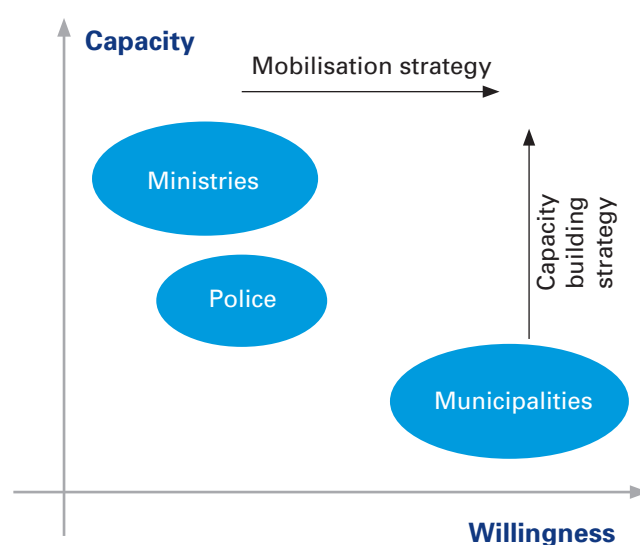 Capacity
Mobilisation strategy
Ministries
Capacity
building
strategy
Police
Municipalities
Willingness